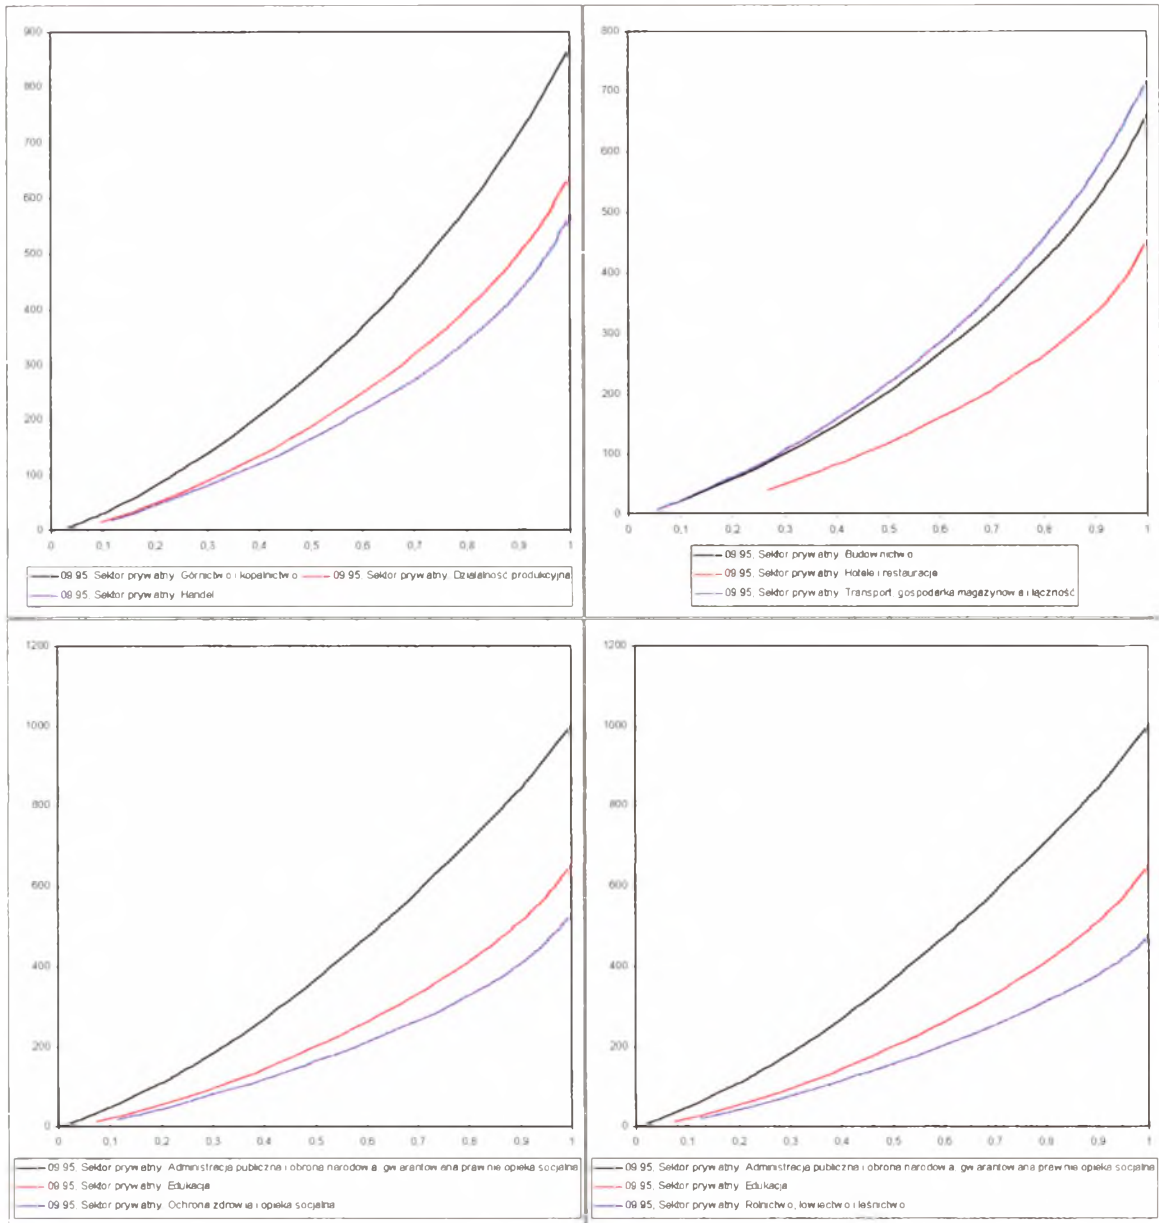 900
800
700
600
500
400
300
200
100
0
0 0,1 0,2 0,3 0,4 0,5 0,6 0,7 0,8 0,9 1
09.95, Sektor prywatny Górnictwo i kopalnictwo 09.95, Sektor prywatny Działalność produkcyjna
09.95, Sektor prywatny Handel
800
700
600
500
400
300
200
100
0
0 0,1 0,2 0,3 0,4 0,5 0,6 0,7 0,8 0,9 1
09.95, Sektor prywatny Budownictwo
09.95, Sektor prywatny Hotele i restauracje
09.95, Sektor prywatny Transport, gospodarka magazynowa i łączność
1200
1000
800
600
400
200
0
0 0,1 0,2 0,3 0,4 0,5 0,6 0,7 0,8 0,9 1
09.95, Sektor prywatny Administracja publiczna i obrona narodowa, gwarantowana prawnie opieka socjalna
09.95, Sektor prywatny Edukacja
09.95, Sektor prywatny Ochrona zdrowia i opieka socjalna
1200
1000
800
600
400
200
0
0 0,1 0,2 0,3 0,4 0,5 0,6 0,7 0,8 0,9 1
09.95, Sektor prywatny Administracja publiczna i obrona narodowa, gwarantowana prawnie opieka socjalna
09.95, Sektor prywatny Edukacja
09.95, Sektor prywatny Rolnictwo, łowiectwo i leśnictwo